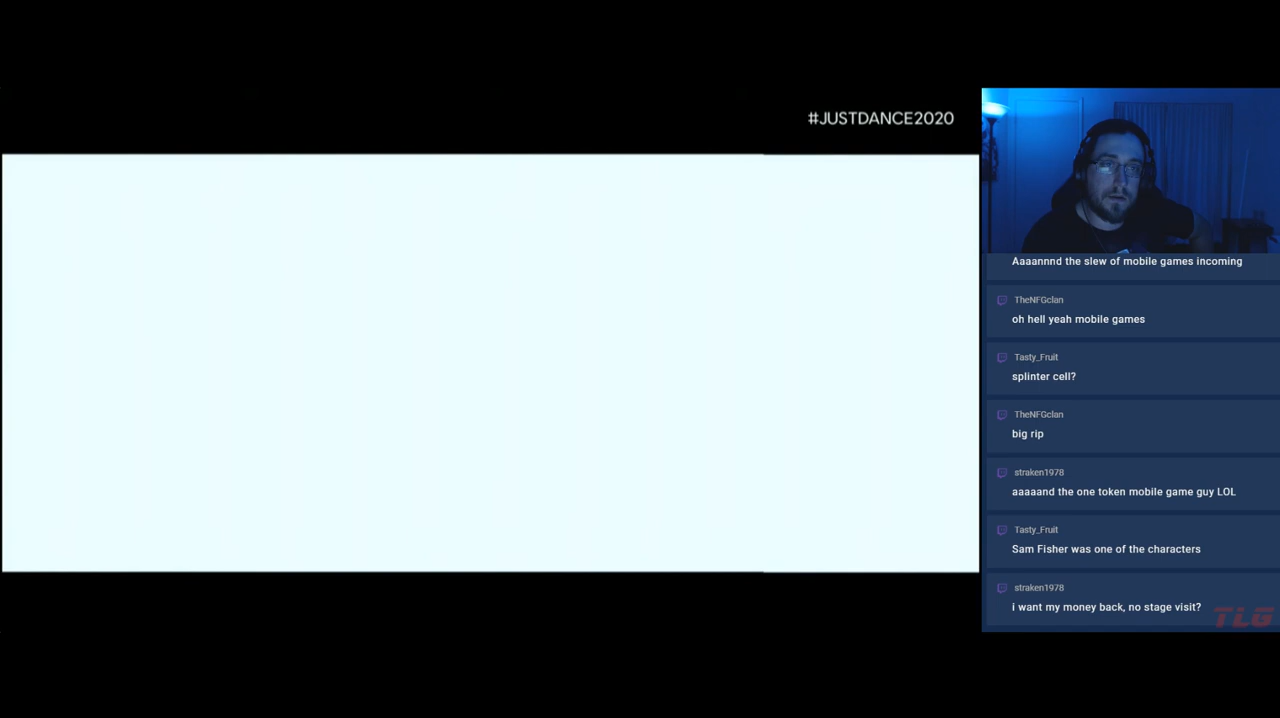 #JUSTDANCE2020
Aaaannnd the slew of mobile games incoming
TheNFGclan
oh hell yeah mobile games
Tasty_Fruit
splinter cell?
TheNFGclan
big rip
straken1978
aaaaand the one token mobile game guy LOL
Tasty_Fruit
Sam Fisher was one of the characters
straken1978
i want my money back, no stage visit?
TLG